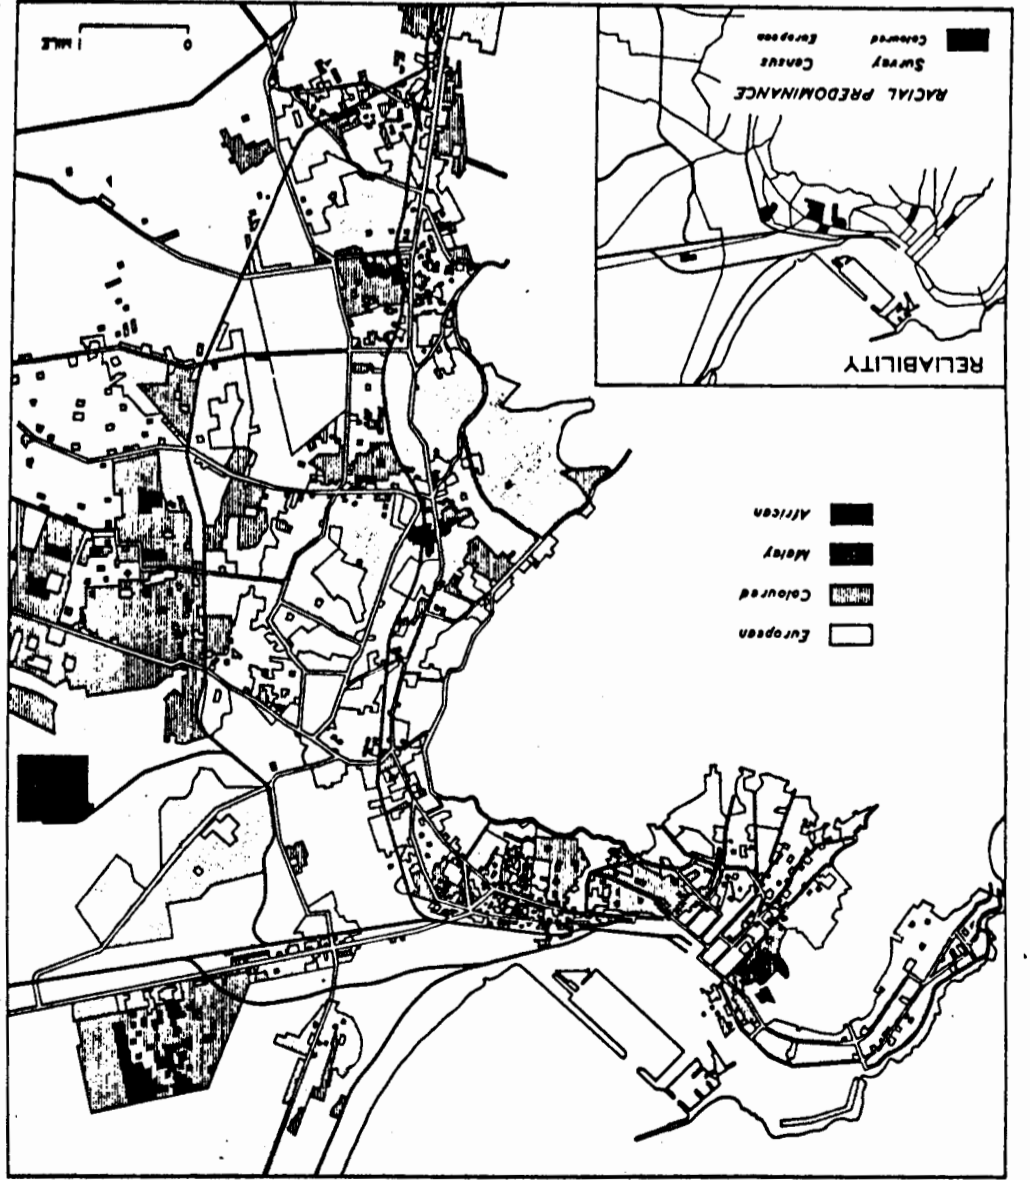 RELIABILITY
RACIAL PREDOMINANCE
Survey Census
Coloured European
European
Coloured
Malay
African
0 1 MILE